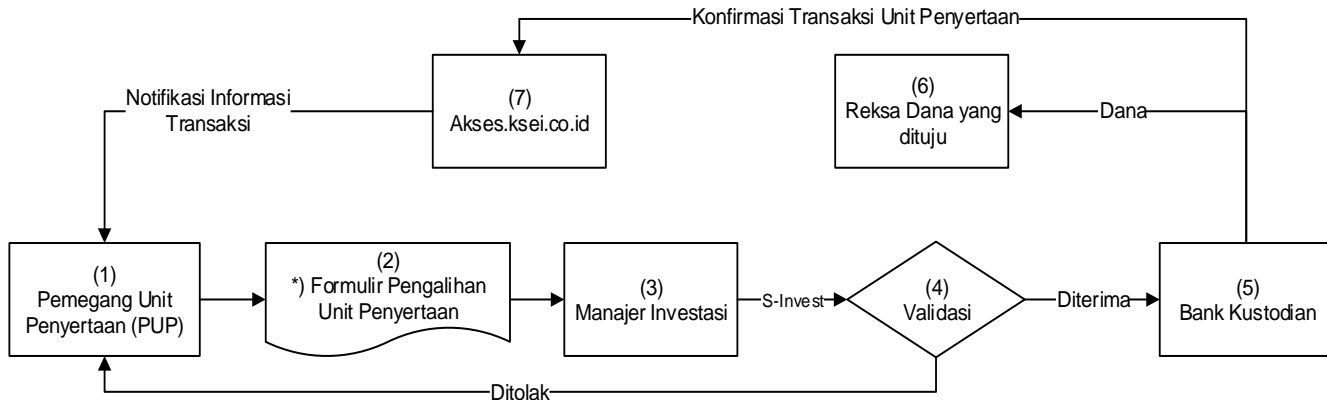 Konfirmasi Transaksi Unit Penyertaan
(7)
Akses.ksei.co.id
(6)
Reksa Dana yang
dituju
Notifikasi Informasi
Transaksi
Dana
(1)
Pemegang Unit
Penyertaan (PUP)
(2)
*) Formulir Pengalihan
Unit Penyertaan
(3)
Manajer Investasi
S-Invest
(4)
Validasi
Diterima
(5)
Bank Kustodian
Ditolak